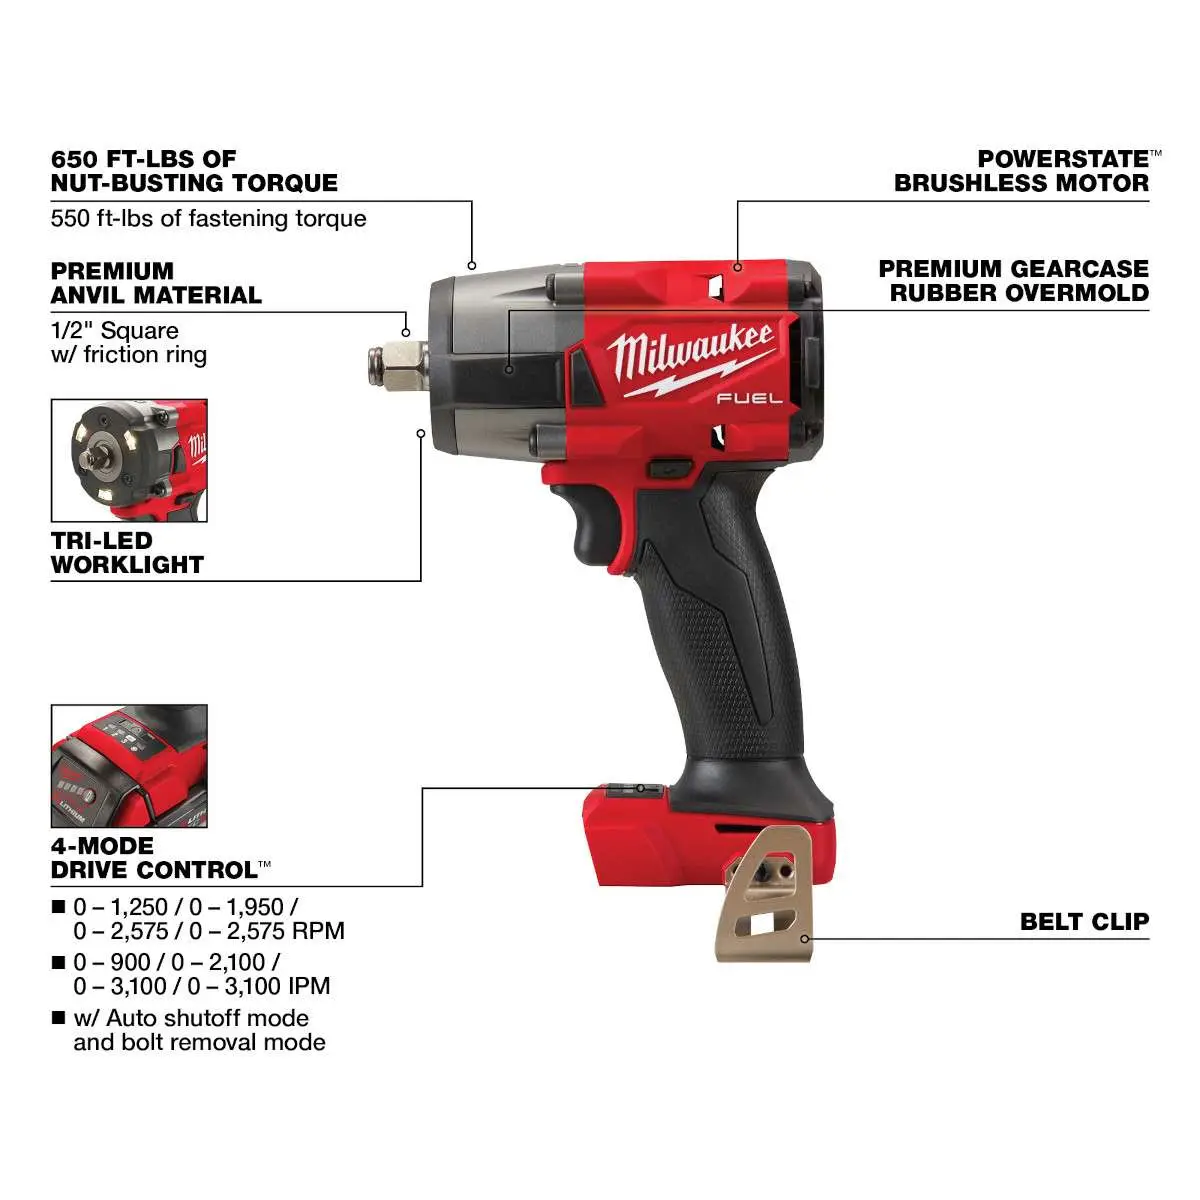 650 FT-LBS OF
NUT-BUSTING TORQUE
550 ft-lbs of fastening torque
PREMIUM
ANVIL MATERIAL
1/2" Square
w/ friction ring
TRI-LED
WORKLIGHT
4-MODE
DRIVE CONTROL™
■ 0 – 1,250 / 0 – 1,950 /
0 – 2,575 / 0 – 2,575 RPM
■ 0 – 900 / 0 – 2,100 /
0 – 3,100 / 0 – 3,100 IPM
■ w/ Auto shutoff mode
and bolt removal mode
POWERSTATE™
BRUSHLESS MOTOR
PREMIUM GEARCASE
RUBBER OVERMOLD
Milwaukee
FUEL
BELT CLIP
Mil
LITHIUM